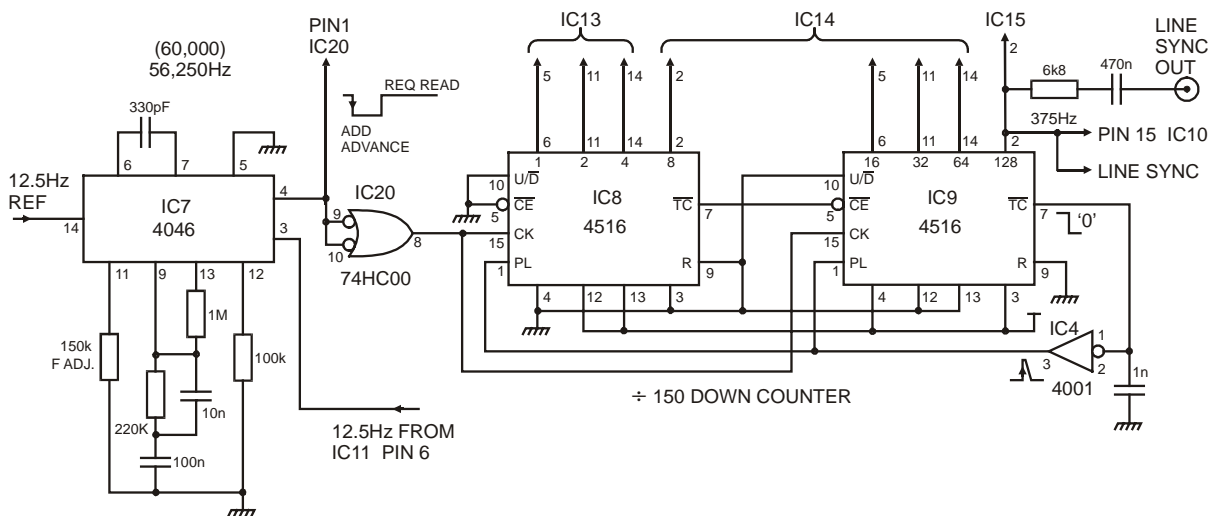 IC13
IC14
IC15
LINE
SYNC
OUT
PIN1
IC20
(60,000)
56,250Hz
2
6k8
470n
330pF
REQ READ
ADD
ADVANCE
5
11
14
2
5
11
14
375Hz
PIN 15 IC10
LINE SYNC
6
7
5
6
11
14
2
6
11
14
2
1
2
4
8
16
32
64
128
12.5Hz
REF
14
IC7
4046
4
3
IC20
9
10
8
74HC00
10
U/D
5
CE
CK
15
PL
1
IC8
4516
TC
7
R
9
10
U/D
5
CE
CK
15
PL
1
IC9
4516
TC
7
'0'
R
9
11
9
13
12
4
12
13
3
4
12
13
3
1M
150k
F ADJ.
100k
220K
10n
100n
IC4
1
2
3
4001
1n
÷ 150 DOWN COUNTER
12.5Hz FROM
IC11 PIN 6